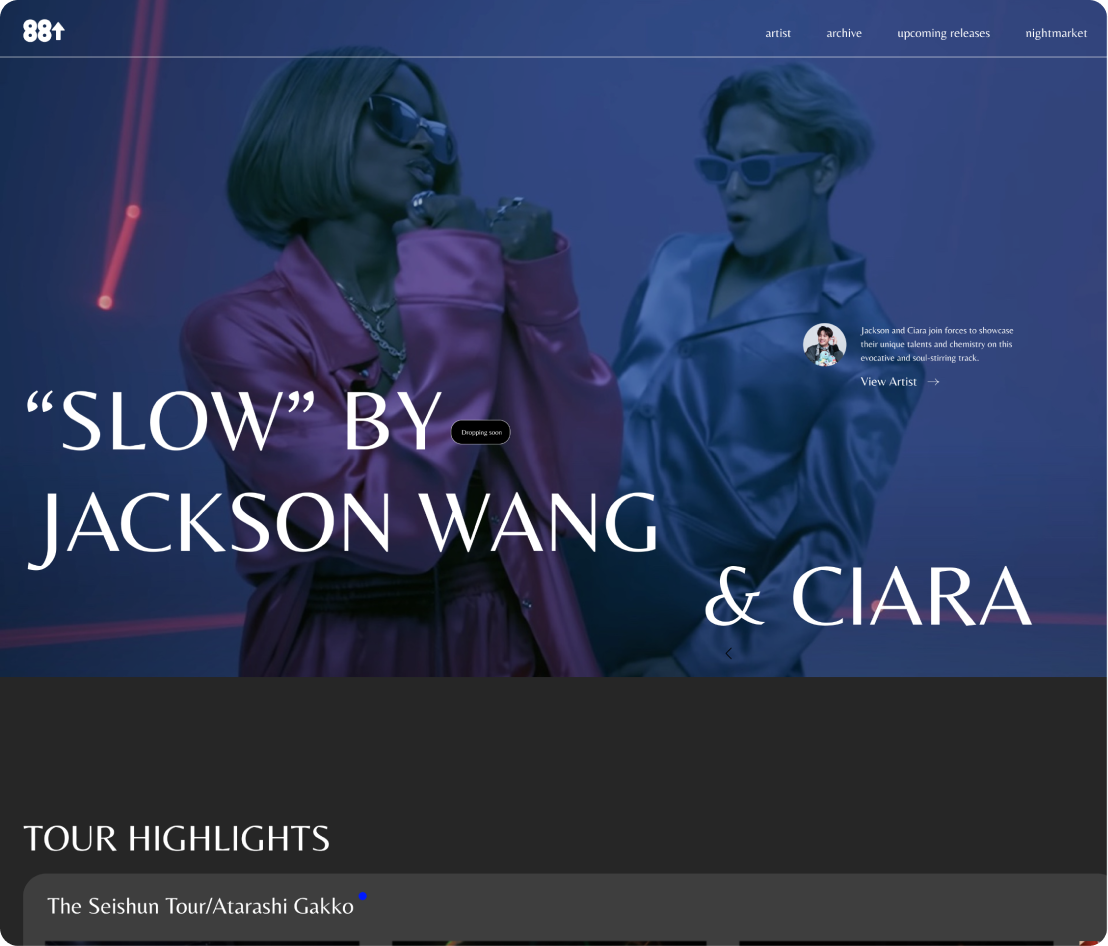 88↑
artist archive upcoming releases nightmarket
Jackson and Ciara join forces to showcase
their unique talents and chemistry on this
evocative and soul-stirring track.
View Artist →
“SLOW” BY
Dropping soon
JACKSON WANG
& CIARA
TOUR HIGHLIGHTS
The Seishun Tour/Atarashi Gakko